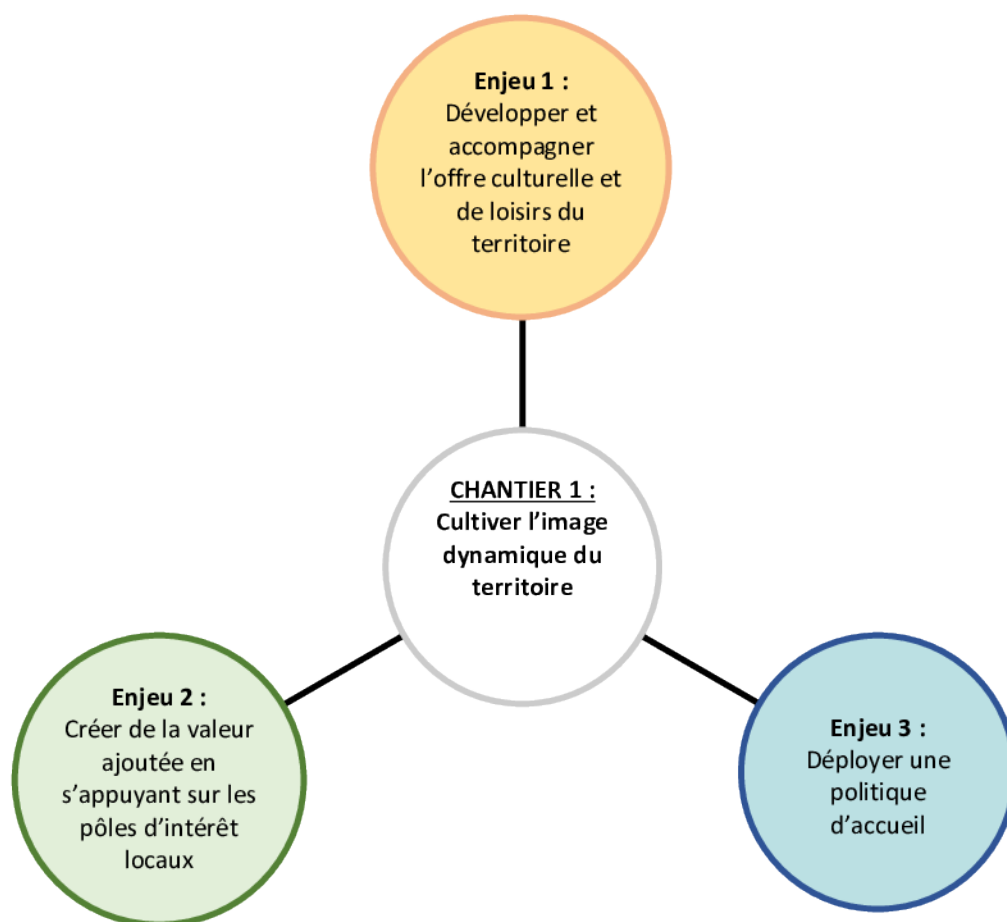 Enjeu 1 :
Développer et
accompagner
l’offre culturelle et
de loisirs du
territoire
CHANTIER 1 :
Cultiver l’image
dynamique du
territoire
Enjeu 2 :
Créer de la valeur
ajoutée en
s’appuyant sur les
pôles d’intérêt
locaux
Enjeu 3 :
Déployer une
politique
d’accueil